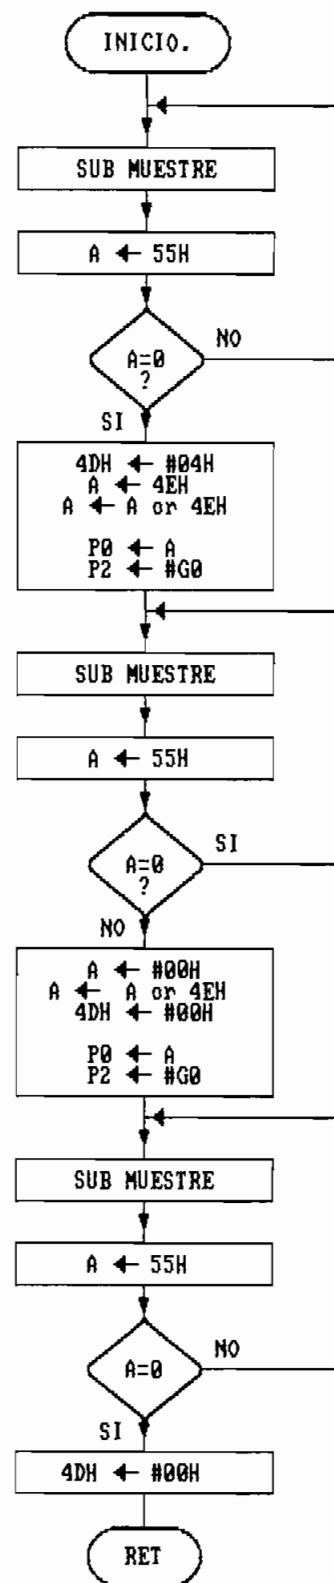 INICIO.
SUB MUESTRE
A ← 55H
A=0
?
NO
SI
4DH ← #04H
A ← 4EH
A ← A or 4EH
P0 ← A
P2 ← #G0
SUB MUESTRE
A ← 55H
A=0
?
SI
NO
A ← #00H
A ← A or 4EH
4DH ← #00H
P0 ← A
P2 ← #G0
SUB MUESTRE
A ← 55H
A=0
NO
SI
4DH ← #00H
RET